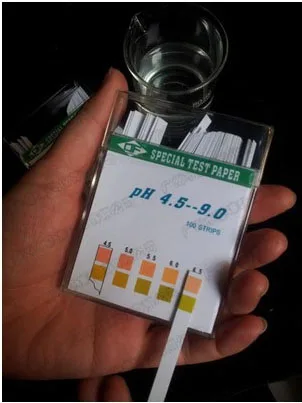 SPECIAL TEST PAPER
pH 4.5--9.0
100 STRIPS
4.5 5.0 5.5 6.0 6.5